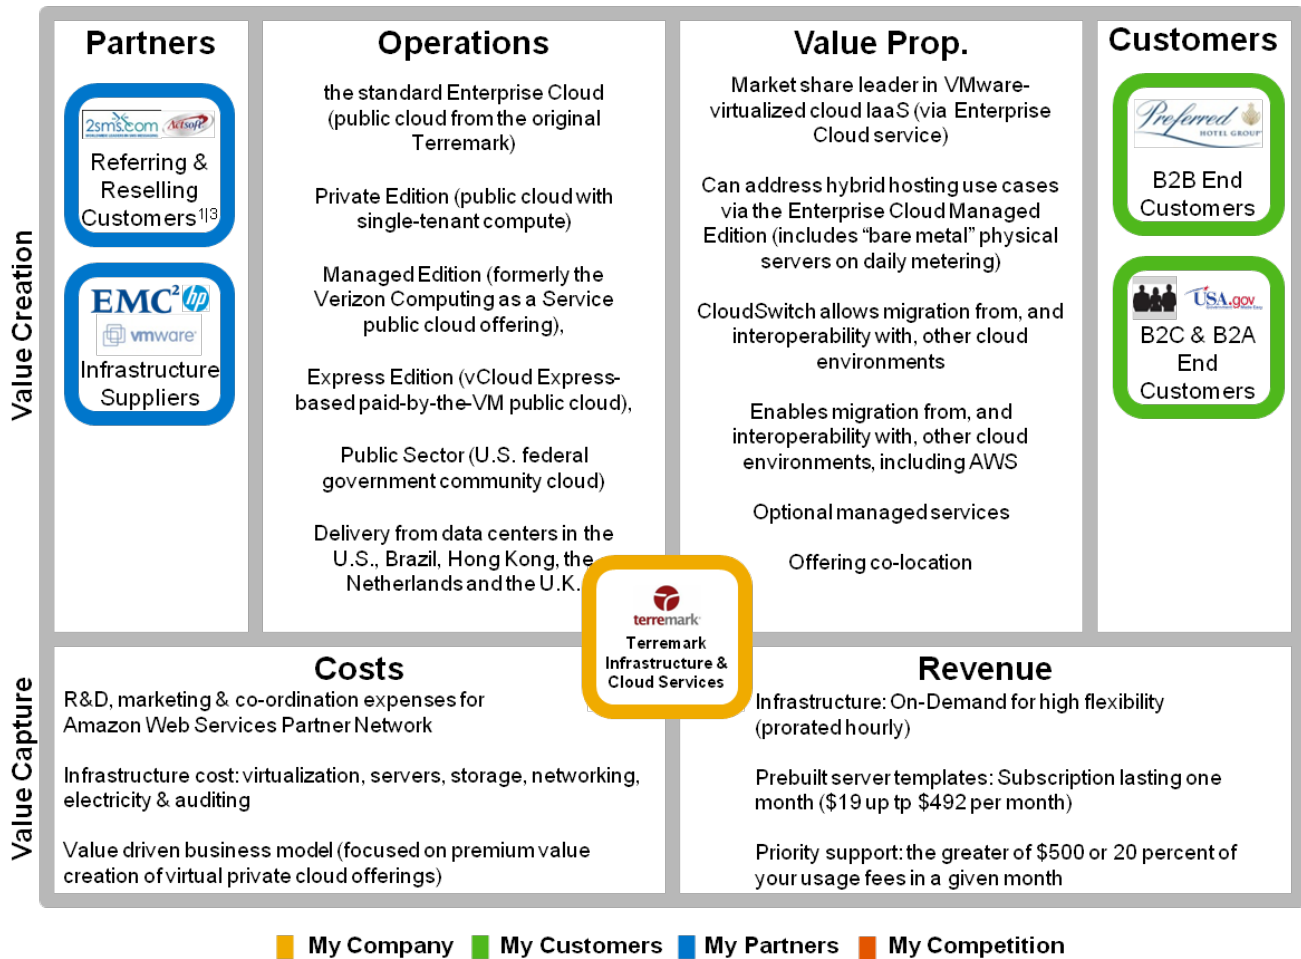 Partners
2sms.com Actsoft
Referring &
Reselling
Customers1|3
EMC2 hp
vmware
Infrastructure
Suppliers
Operations
the standard Enterprise Cloud
(public cloud from the original
Terremark)
Private Edition (public cloud with
single-tenant compute)
Managed Edition (formerly the
Verizon Computing as a Service
public cloud offering),
Express Edition (vCloud Express-
based paid-by-the-VM public cloud),
Public Sector (U.S. federal
government community cloud)
Delivery from data centers in the
U.S., Brazil, Hong Kong, the
Netherlands and the U.K.
Value Prop.
Market share leader in VMware-
virtualized cloud IaaS (via Enterprise
Cloud service)
Can address hybrid hosting use cases
via the Enterprise Cloud Managed
Edition (includes “bare metal” physical
servers on daily metering)
CloudSwitch allows migration from, and
interoperability with, other cloud
environments
Enables migration from, and
interoperability with, other cloud
environments, including AWS
Optional managed services
Offering co-location
Customers
Preferred
HOTEL GROUP
B2B End
Customers
USA.gov
B2C & B2A
End
Customers
Value Creation
terremark
Terremark
Infrastructure &
Cloud Services
Value Capture
Costs
R&D, marketing & co-ordination expenses for
Amazon Web Services Partner Network
Infrastructure cost: virtualization, servers, storage, networking,
electricity & auditing
Value driven business model (focused on premium value
creation of virtual private cloud offerings)
Revenue
Infrastructure: On-Demand for high flexibility
(prorated hourly)
Prebuilt server templates: Subscription lasting one
month ($19 up tp $492 per month)
Priority support: the greater of $500 or 20 percent of
your usage fees in a given month
My Company My Customers My Partners My Competition